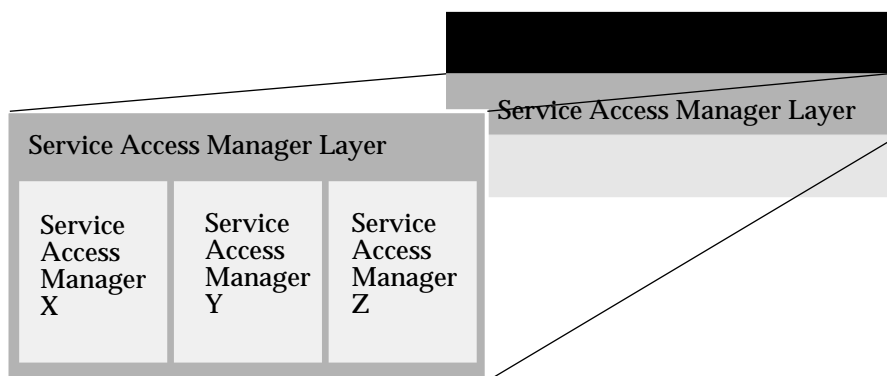 Service Access Manager Layer
Service Access Manager Layer
Service
Access
Manager
X
Service
Access
Manager
Y
Service
Access
Manager
Z